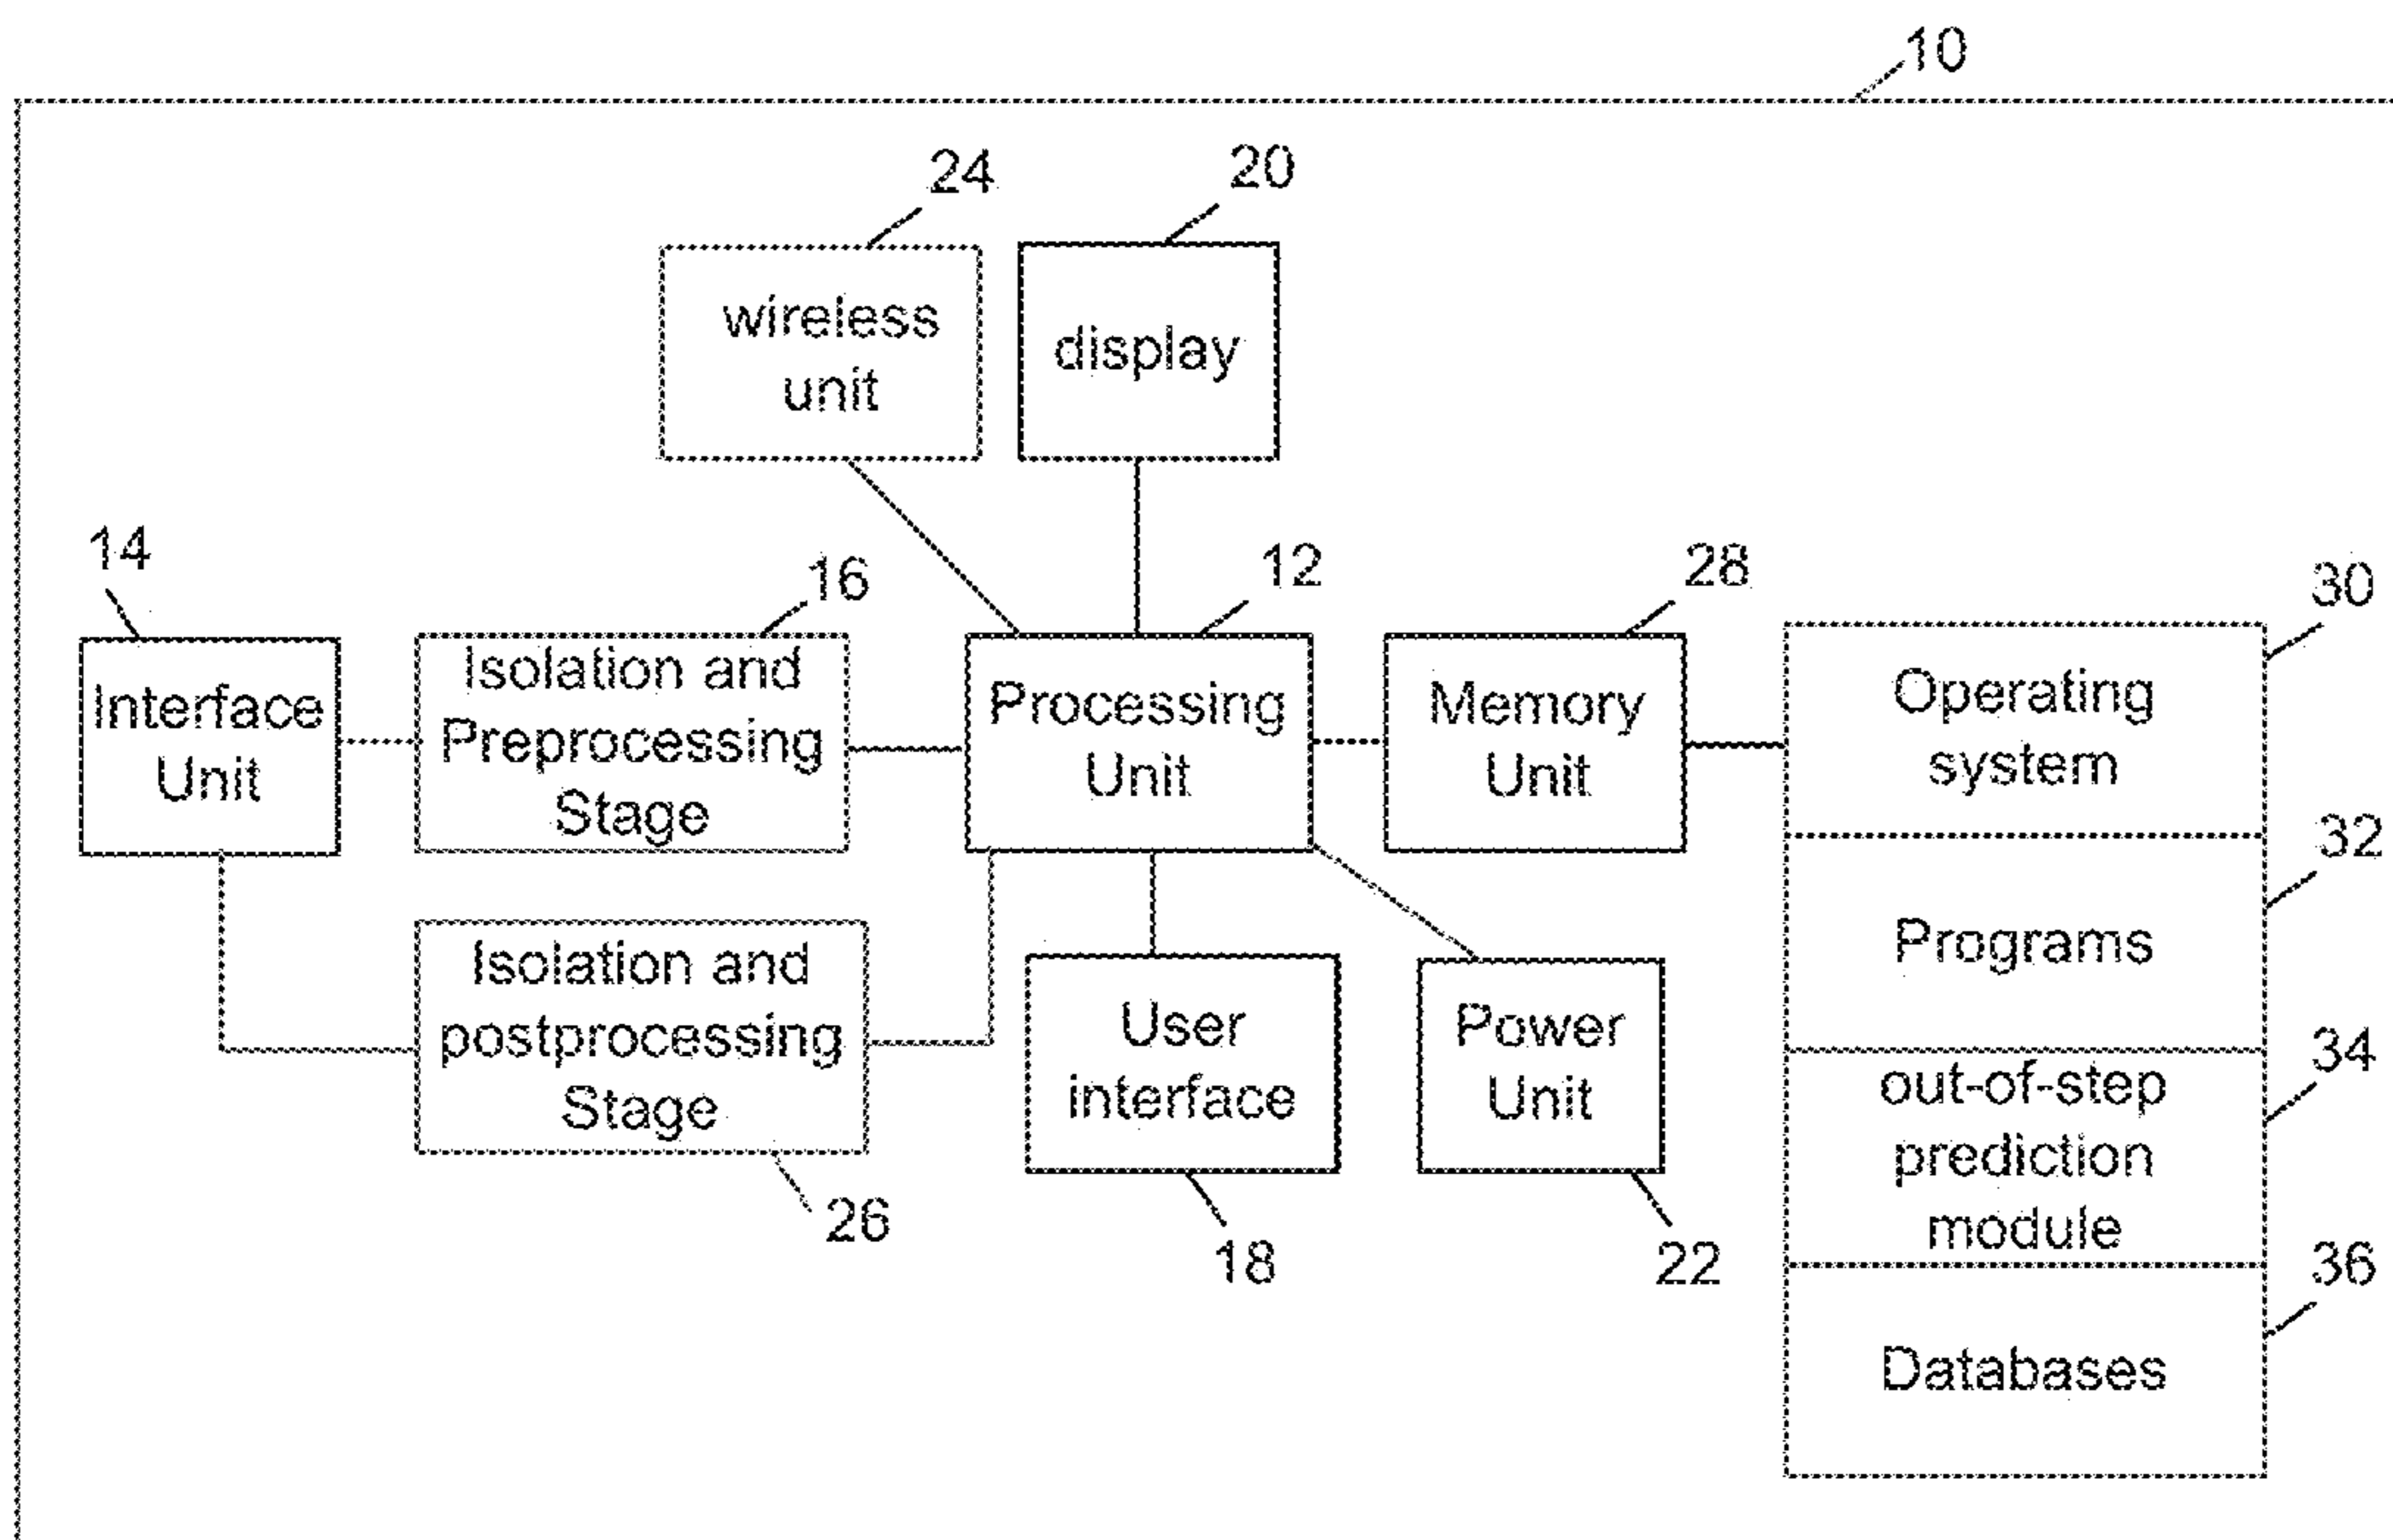 10
24
20
wireless
unit
display
14
16
12
28
30
Interface
Unit
Isolation and
Preprocessing
Stage
Processing
Unit
Memory
Unit
Operating
system
32
Programs
Isolation and
postprocessing
Stage
26
User
interface
18
Power
Unit
22
34
out-of-step
prediction
module
36
Databases